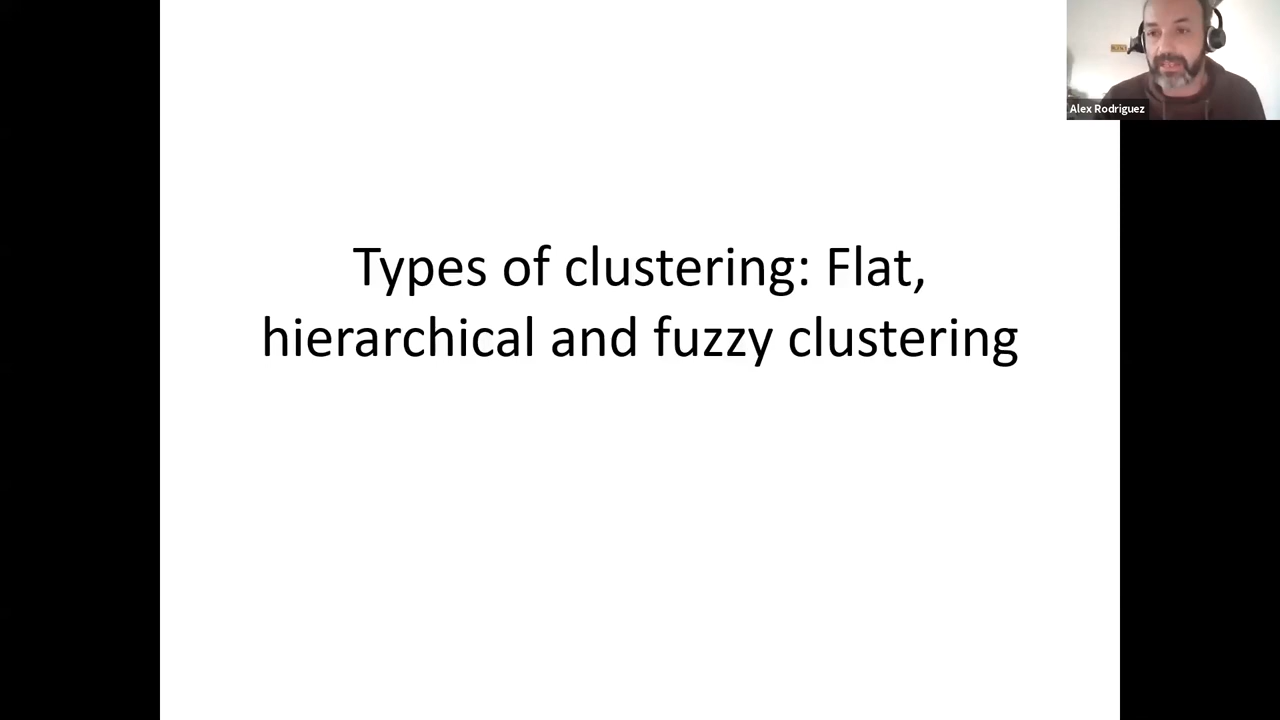 Types of clustering: Flat,
hierarchical and fuzzy clustering
Alex Rodriguez